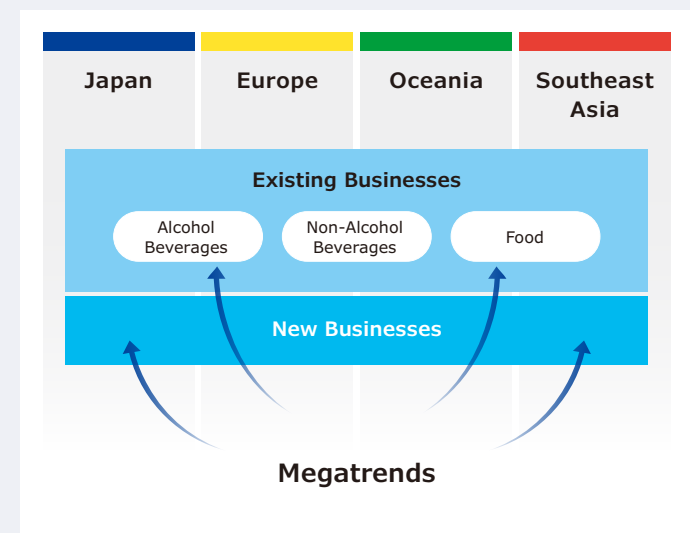 Japan
Europe
Oceania
Southeast
Asia
Existing Businesses
Alcohol
Beverages
Non-Alcohol
Beverages
Food
New Businesses
Megatrends